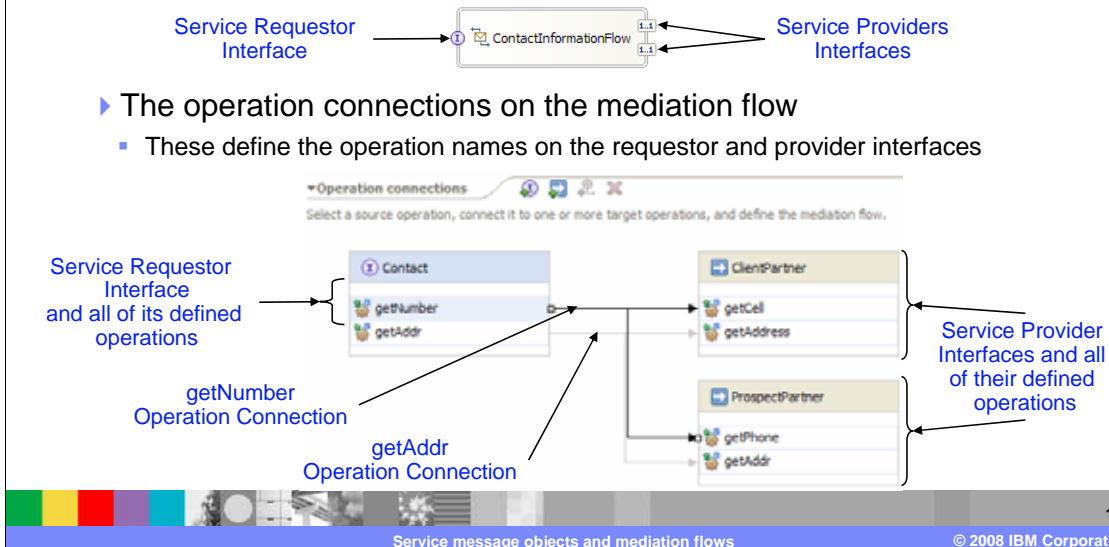 Service Requestor
Interface
ContactInformationFlow
1..1
1..1
Service Providers
Interfaces
The operation connections on the mediation flow
These define the operation names on the requestor and provider interfaces
Operation connections
Select a source operation, connect it to one or more target operations, and define the mediation flow.
Service Requestor
Interface
and all of its defined
operations
Contact
getNumber
getAddr
ClientPartner
getCell
getAddress
ProspectPartner
getPhone
getAddr
Service Provider
Interfaces and all
of their defined
operations
getNumber
Operation Connection
getAddr
Operation Connection
Service message objects and mediation flows
© 2008 IBM Corporat